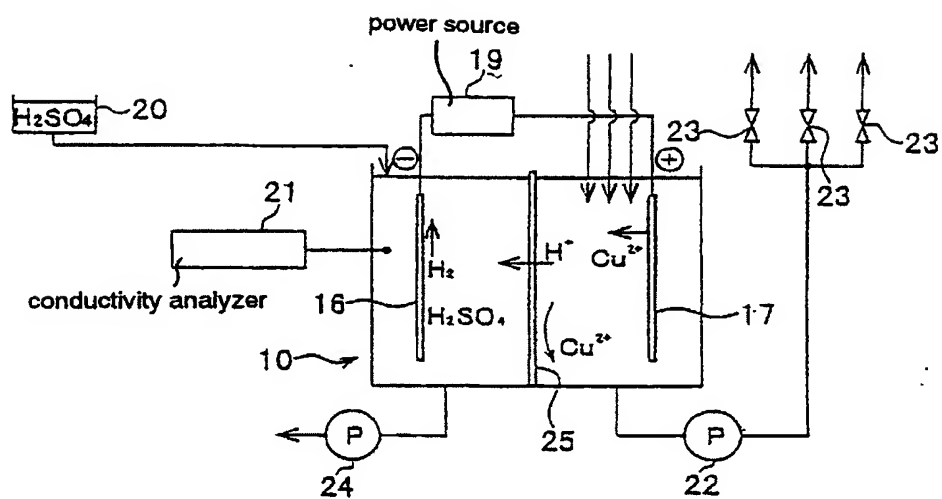 power source
19
H₂SO₄ 20
23 23 23
⊖ ⊕
21
conductivity analyzer
H₂
H⁺
Cu²⁺
16
17
H₂SO₄
Cu²⁺
10
25
P
24
P
22